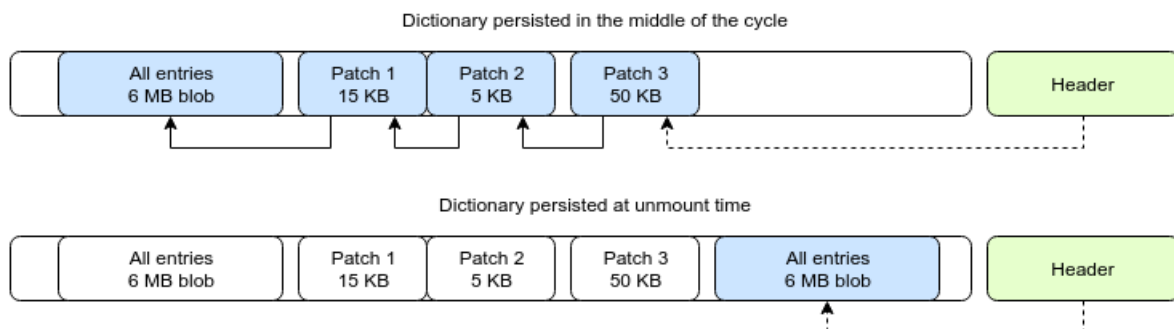 Dictionary persisted in the middle of the cycle
All entries
6 MB blob
Patch 1
15 KB
Patch 2
5 KB
Patch 3
50 KB
Header
Dictionary persisted at unmount time
All entries
6 MB blob
Patch 1
15 KB
Patch 2
5 KB
Patch 3
50 KB
All entries
6 MB blob
Header